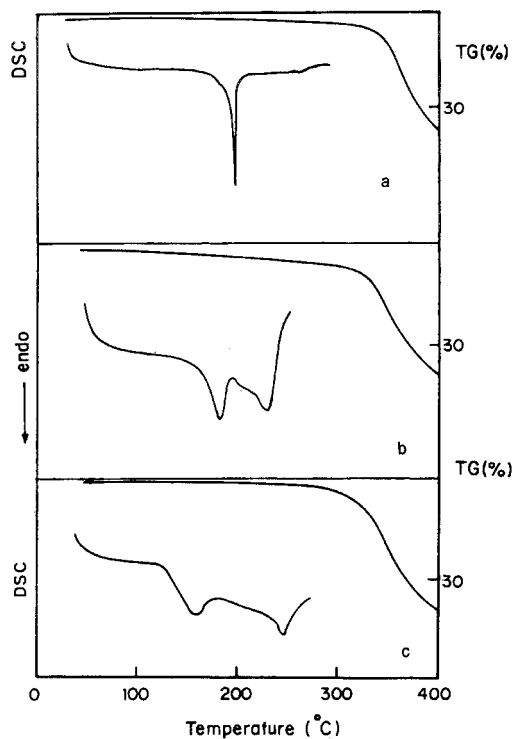 DSC
TG(%)
30
a
endo
30
b
TG(%)
DSC
30
c
0
100
200
300
400
Temperature (°C)